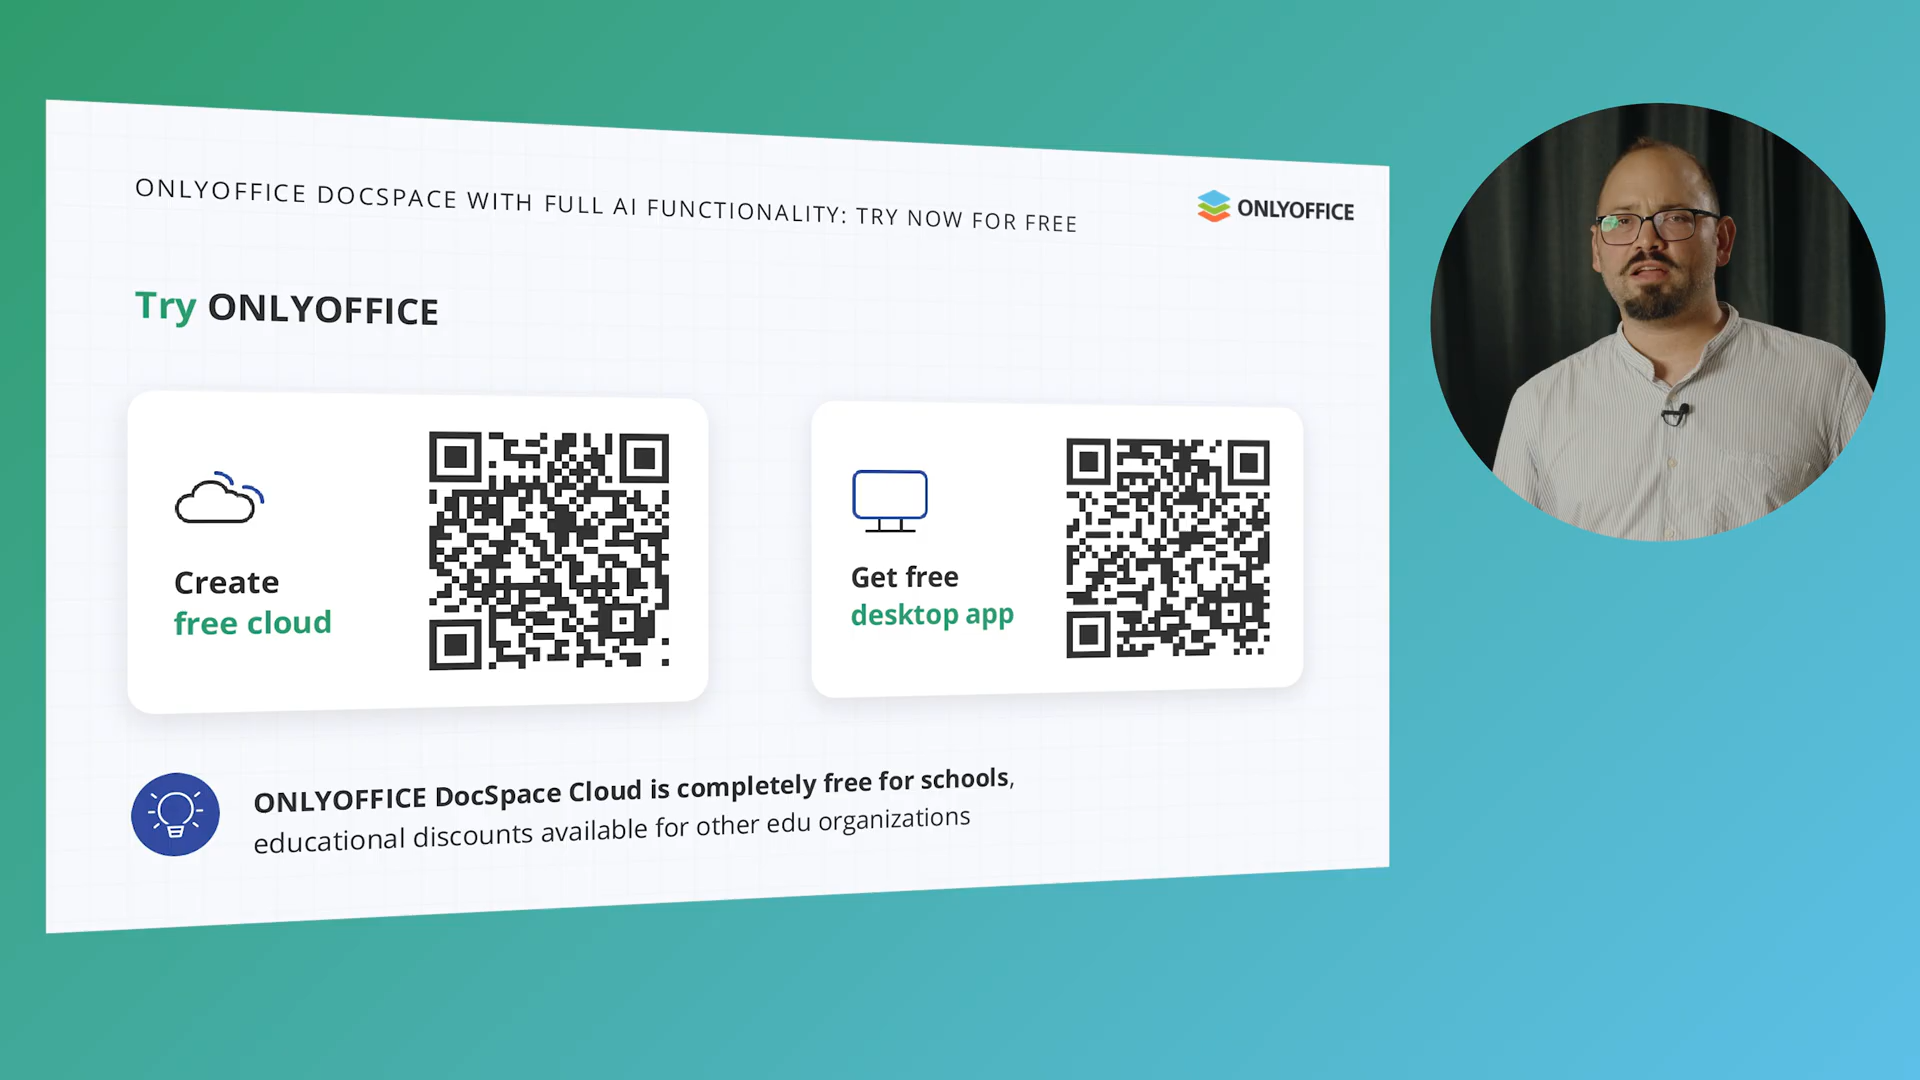 ONLYOFFICE DOCSPACE WITH FULL AI FUNCTIONALITY: TRY NOW FOR FREE
ONLYOFFICE
Try ONLYOFFICE
Create
free cloud
Get free
desktop app
ONLYOFFICE DocSpace Cloud is completely free for schools,
educational discounts available for other edu organizations